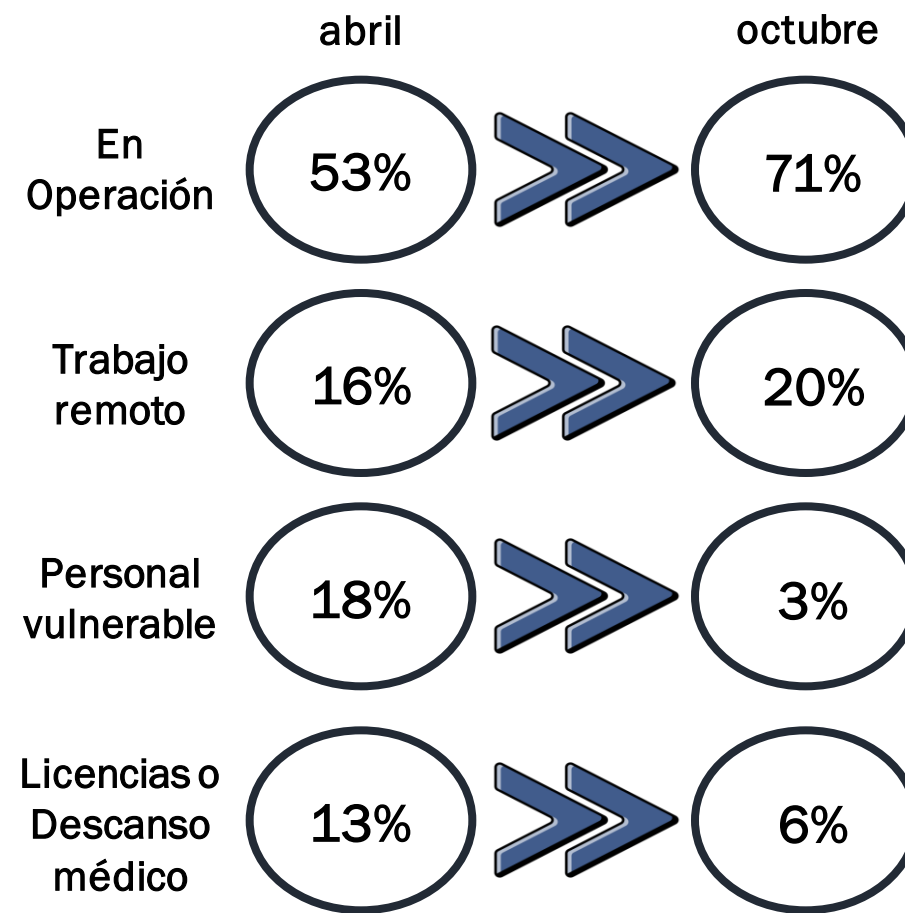 abril octubre
En
Operación
53% 71%
Trabajo
remoto
16% 20%
Personal
vulnerable
18% 3%
Licencias o
Descanso
médico
13% 6%